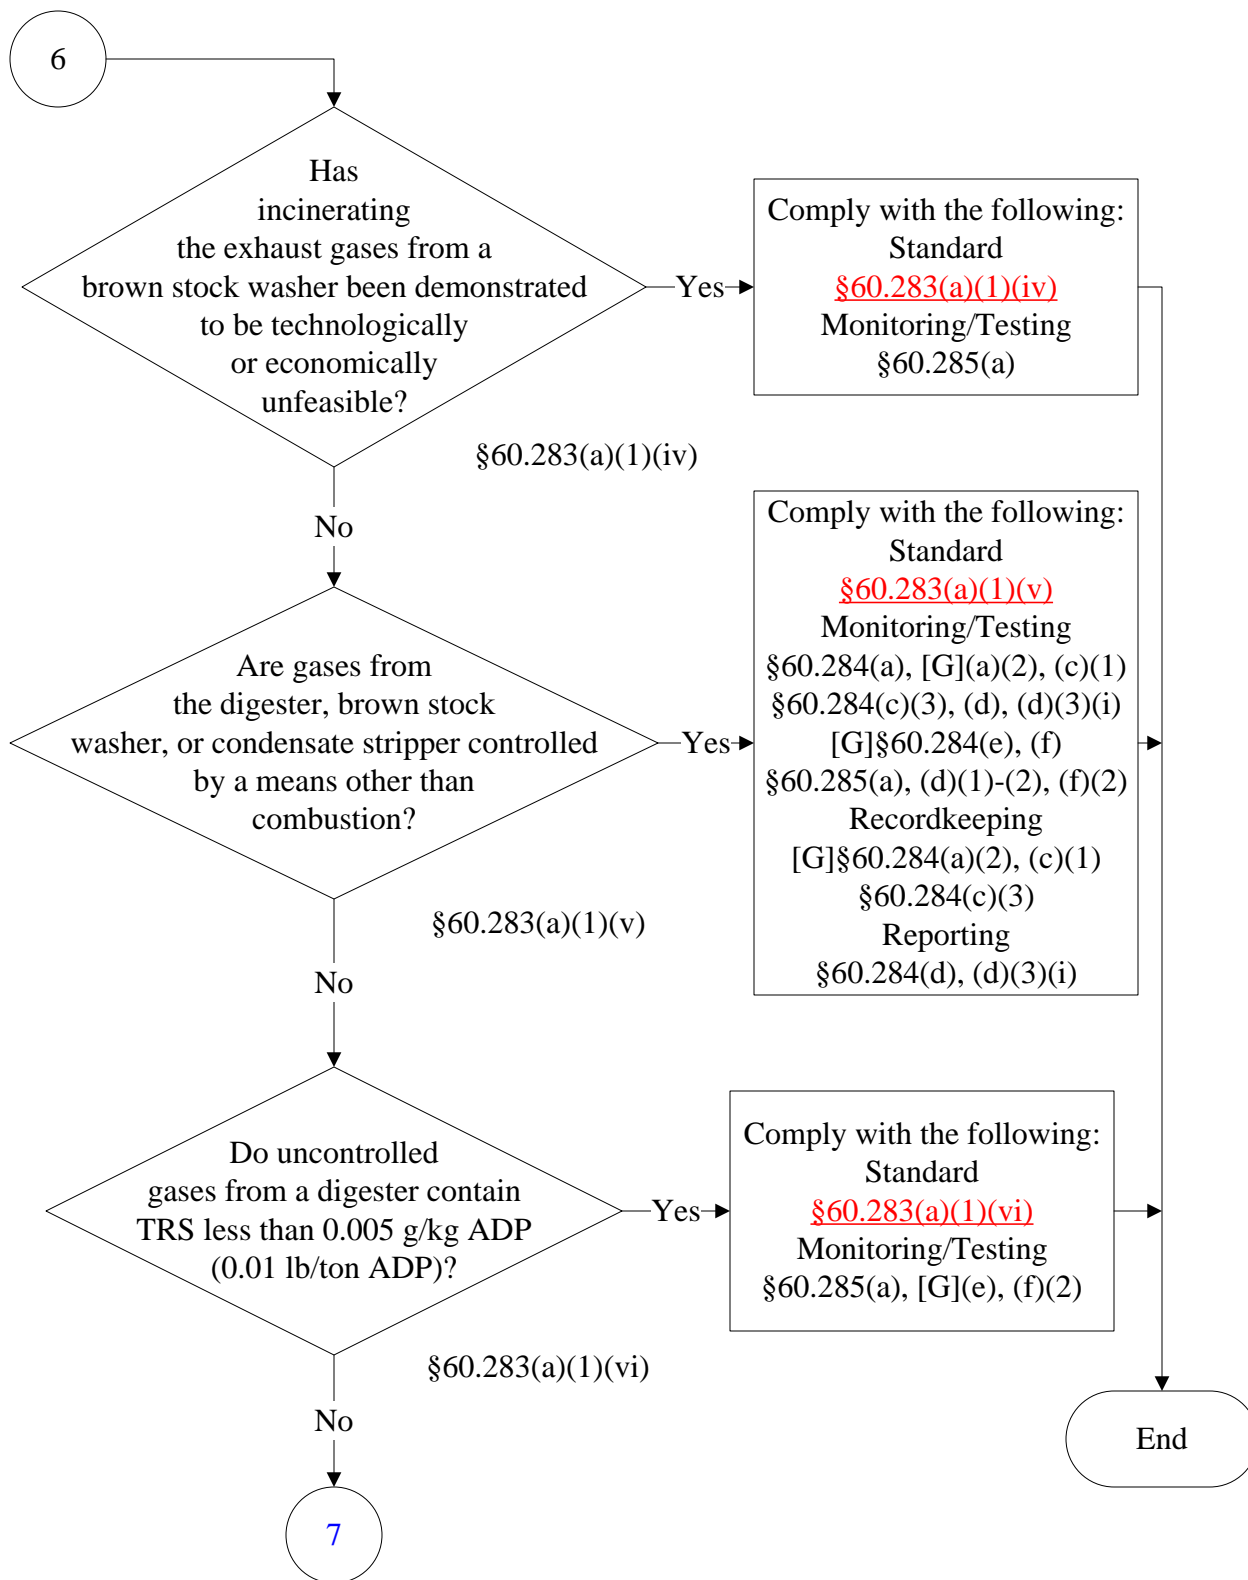 6
Has
incinerating
the exhaust gases from a
brown stock washer been demonstrated
to be technologically
or economically
unfeasible?
Yes
Comply with the following:
Standard
§60.283(a)(1)(iv)
Monitoring/Testing
§60.285(a)
§60.283(a)(1)(iv)
No
Are gases from
the digester, brown stock
washer, or condensate stripper controlled
by a means other than
combustion?
Yes
Comply with the following:
Standard
§60.283(a)(1)(v)
Monitoring/Testing
§60.284(a), [G](a)(2), (c)(1)
§60.284(c)(3), (d), (d)(3)(i)
[G]§60.284(e), (f)
§60.285(a), (d)(1)-(2), (f)(2)
Recordkeeping
[G]§60.284(a)(2), (c)(1)
§60.284(c)(3)
Reporting
§60.284(d), (d)(3)(i)
§60.283(a)(1)(v)
No
Do uncontrolled
gases from a digester contain
TRS less than 0.005 g/kg ADP
(0.01 lb/ton ADP)?
Yes
Comply with the following:
Standard
§60.283(a)(1)(vi)
Monitoring/Testing
§60.285(a), [G](e), (f)(2)
§60.283(a)(1)(vi)
No
End
7